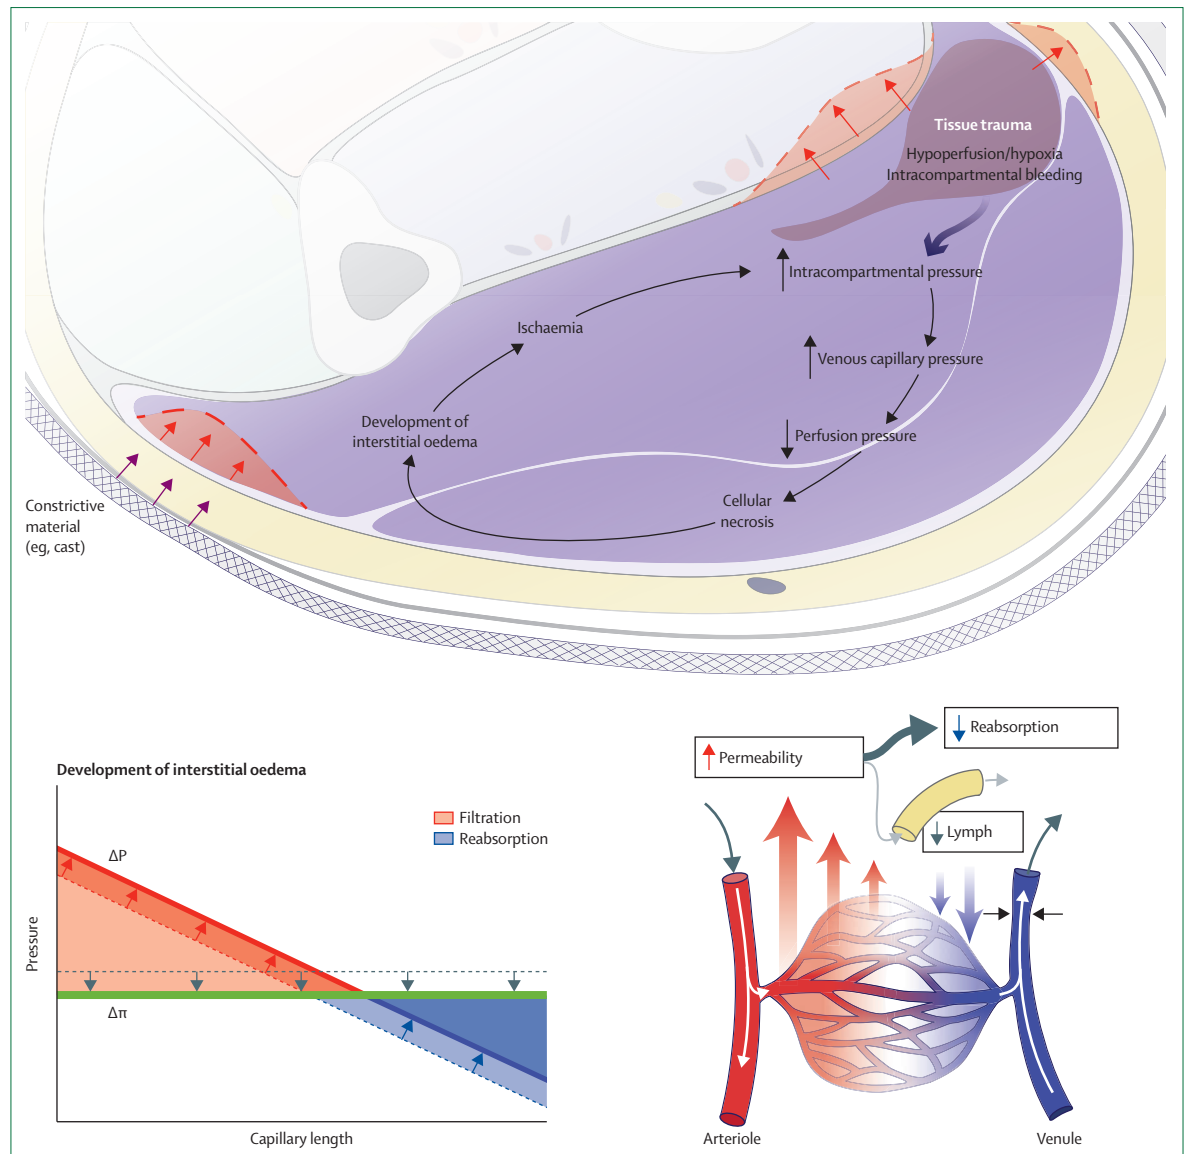 Tissue trauma
Hypoperfusion/hypoxia
Intracompartmental bleeding
Intracompartmental pressure
Ischaemia
Venous capillary pressure
Development of
interstitial oedema
Perfusion pressure
Cellular
necrosis
Constrictive
material
(eg, cast)
Development of interstitial oedema
Filtration
Reabsorption
ΔP
Δπ
Pressure
Capillary length
Reabsorption
Permeability
Lymph
Arteriole
Venule